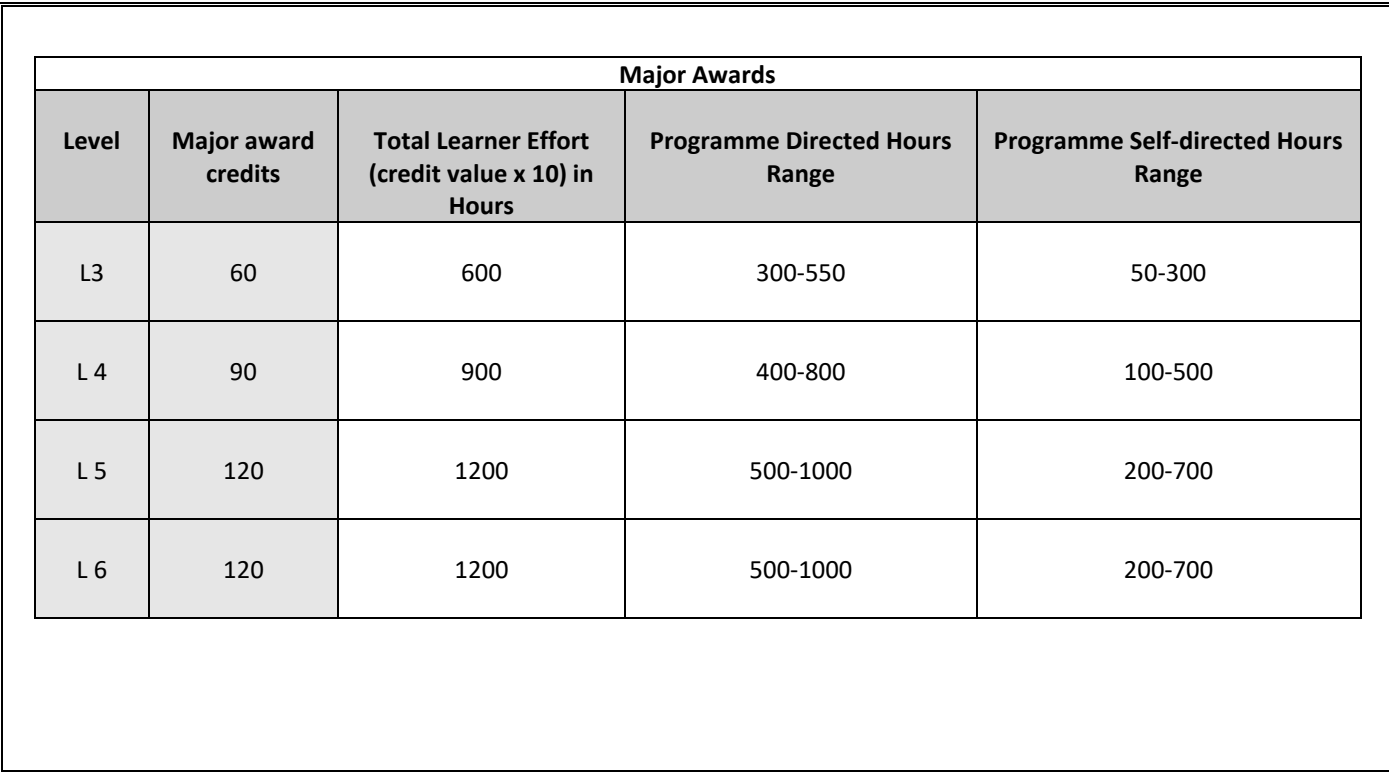 Major Awards
Level Major award credits Total Learner Effort (credit value x 10) in Hours Programme Directed Hours Range Programme Self-directed Hours Range
L3 60 600 300-550 50-300
L 4 90 900 400-800 100-500
L 5 120 1200 500-1000 200-700
L 6 120 1200 500-1000 200-700